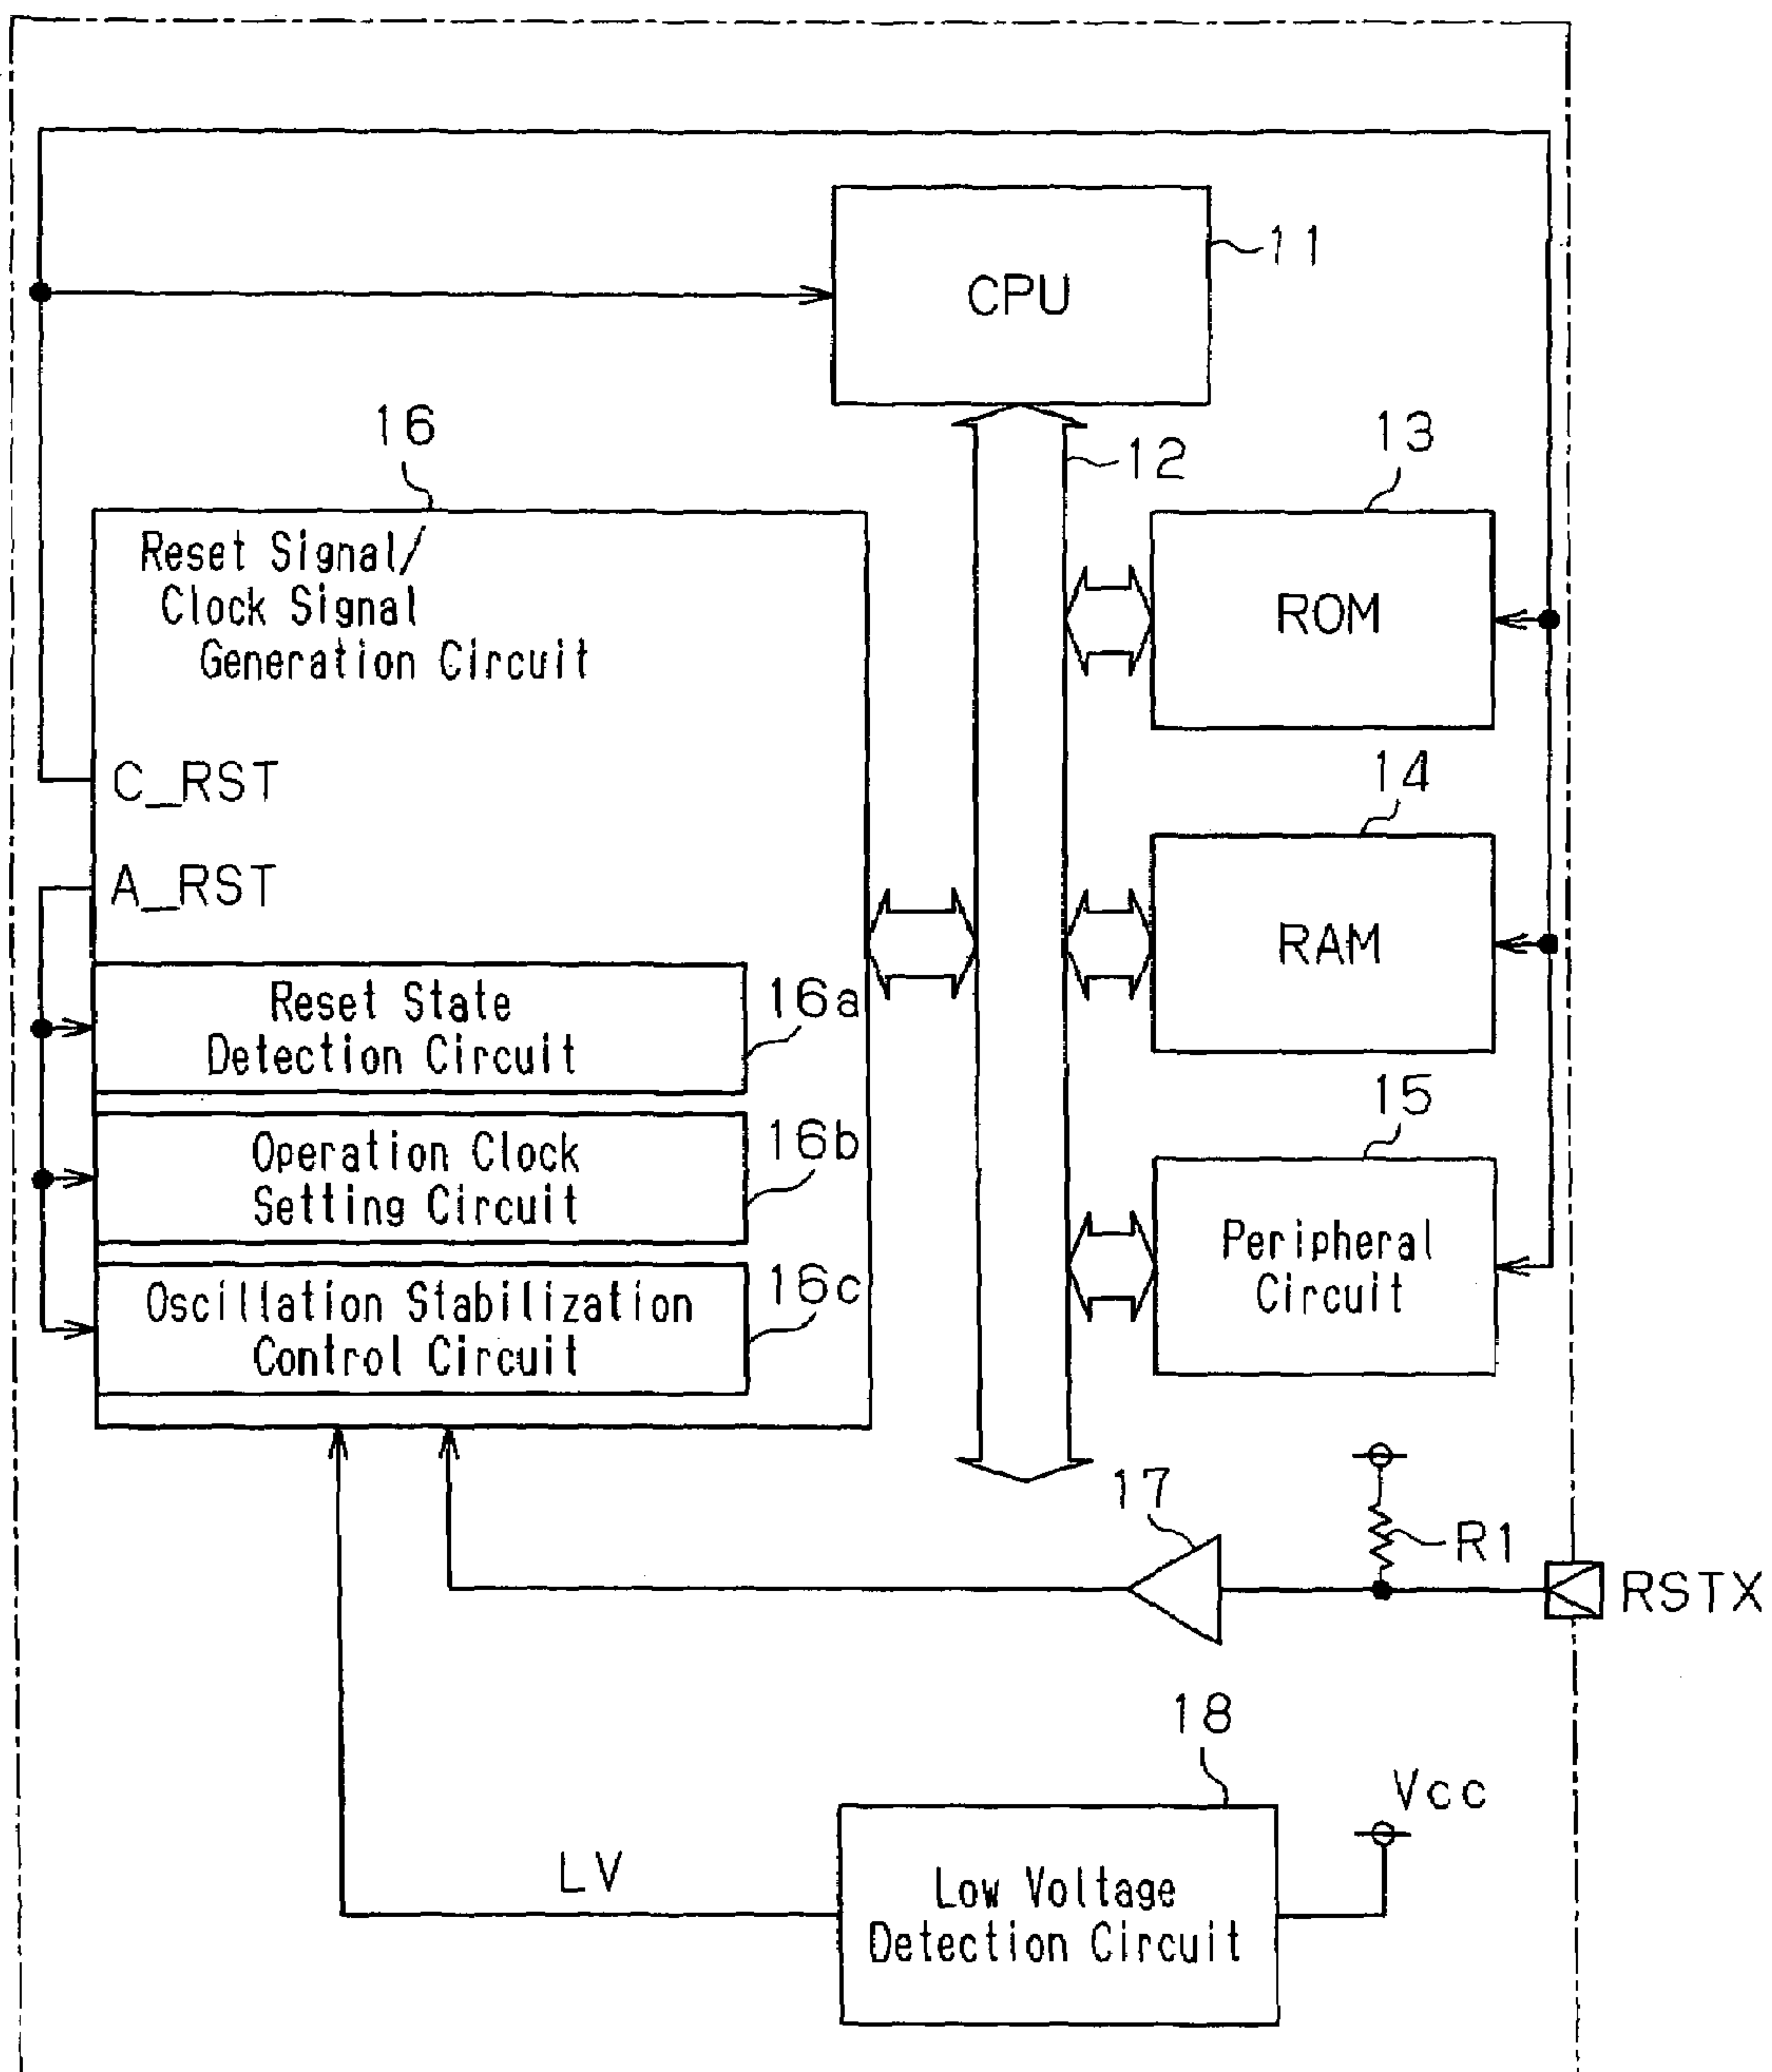 11
CPU
16
12
13
Reset Signal/
Clock Signal
Generation Circuit
ROM
C_RST
14
A_RST
RAM
Reset State
Detection Circuit
16a
15
Operation Clock
Setting Circuit
16b
Peripheral
Circuit
Oscillation Stabilization
Control Circuit
16c
17
R1
RSTX
18
Vcc
LV
Low Voltage
Detection Circuit